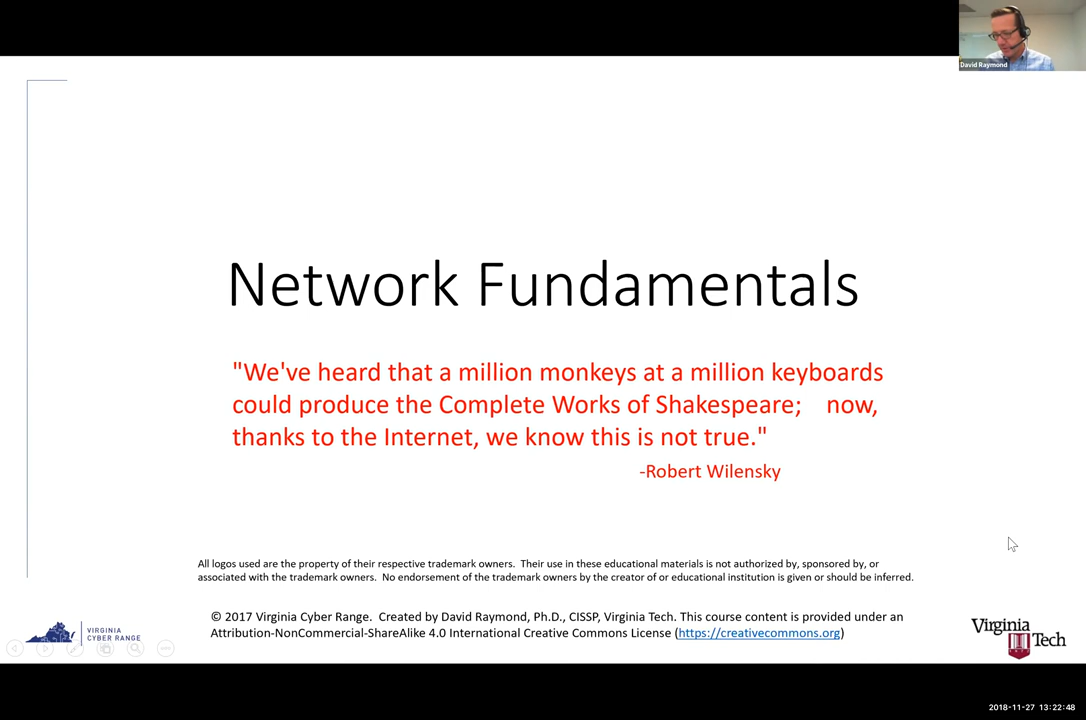 David Raymond
Network Fundamentals
"We've heard that a million monkeys at a million keyboards
could produce the Complete Works of Shakespeare; now,
thanks to the Internet, we know this is not true."
-Robert Wilensky
All logos used are the property of their respective trademark owners. Their use in these educational materials is not authorized by, sponsored by, or
associated with the trademark owners. No endorsement of the trademark owners by the creator of or educational institution is given or should be inferred.
© 2017 Virginia Cyber Range. Created by David Raymond, Ph.D., CISSP, Virginia Tech. This course content is provided under an
Attribution-NonCommercial-ShareAlike 4.0 International Creative Commons License (https://creativecommons.org)
VIRGINIA
CYBER RANGE
Virginia
Tech
2018-11-27 13:22:48